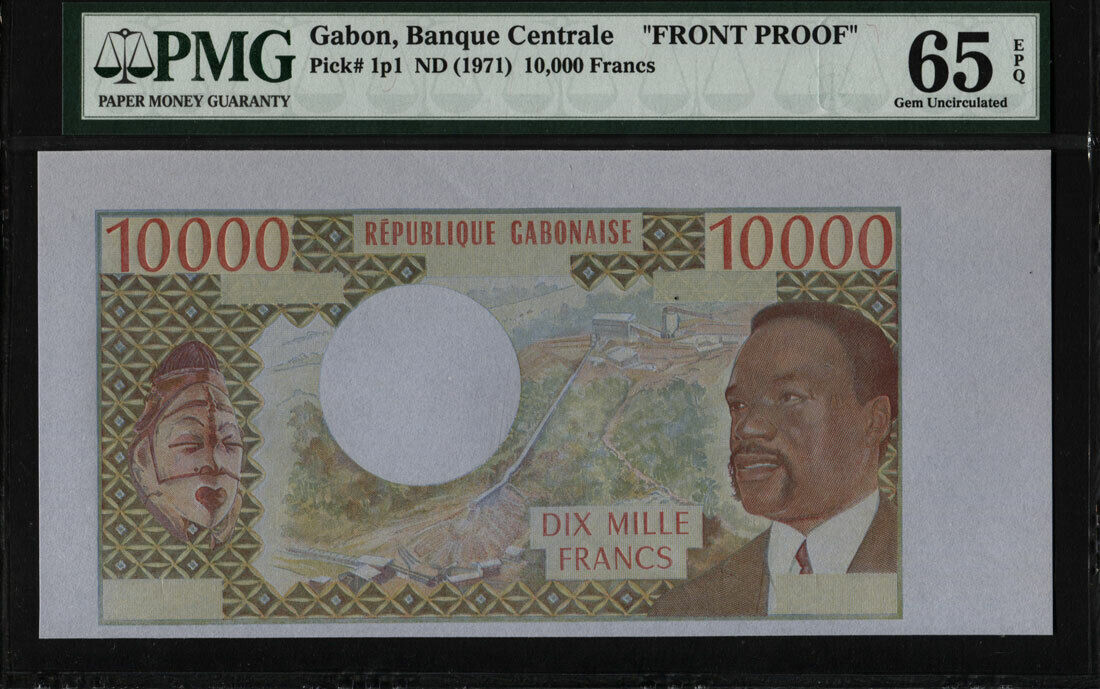 PMG
PAPER MONEY GUARANTY
Gabon, Banque Centrale "FRONT PROOF"
Pick# 1p1 ND (1971) 10,000 Francs
65
EPQ
Gem Uncirculated
10000
RÉPUBLIQUE GABONAISE
10000
DIX MILLE
FRANCS